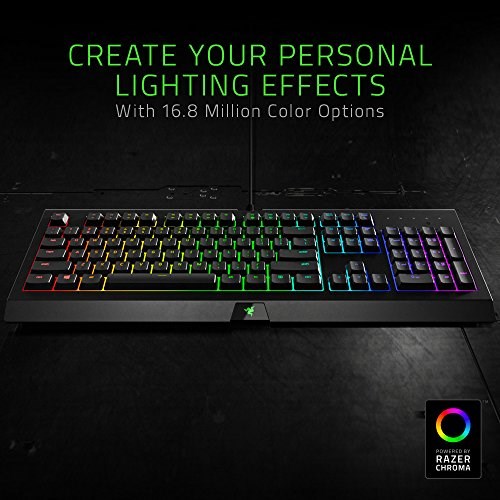 CREATE YOUR PERSONAL
LIGHTING EFFECTS
With 16.8 Million Color Options
POWERED BY
RAZER
CHROMA